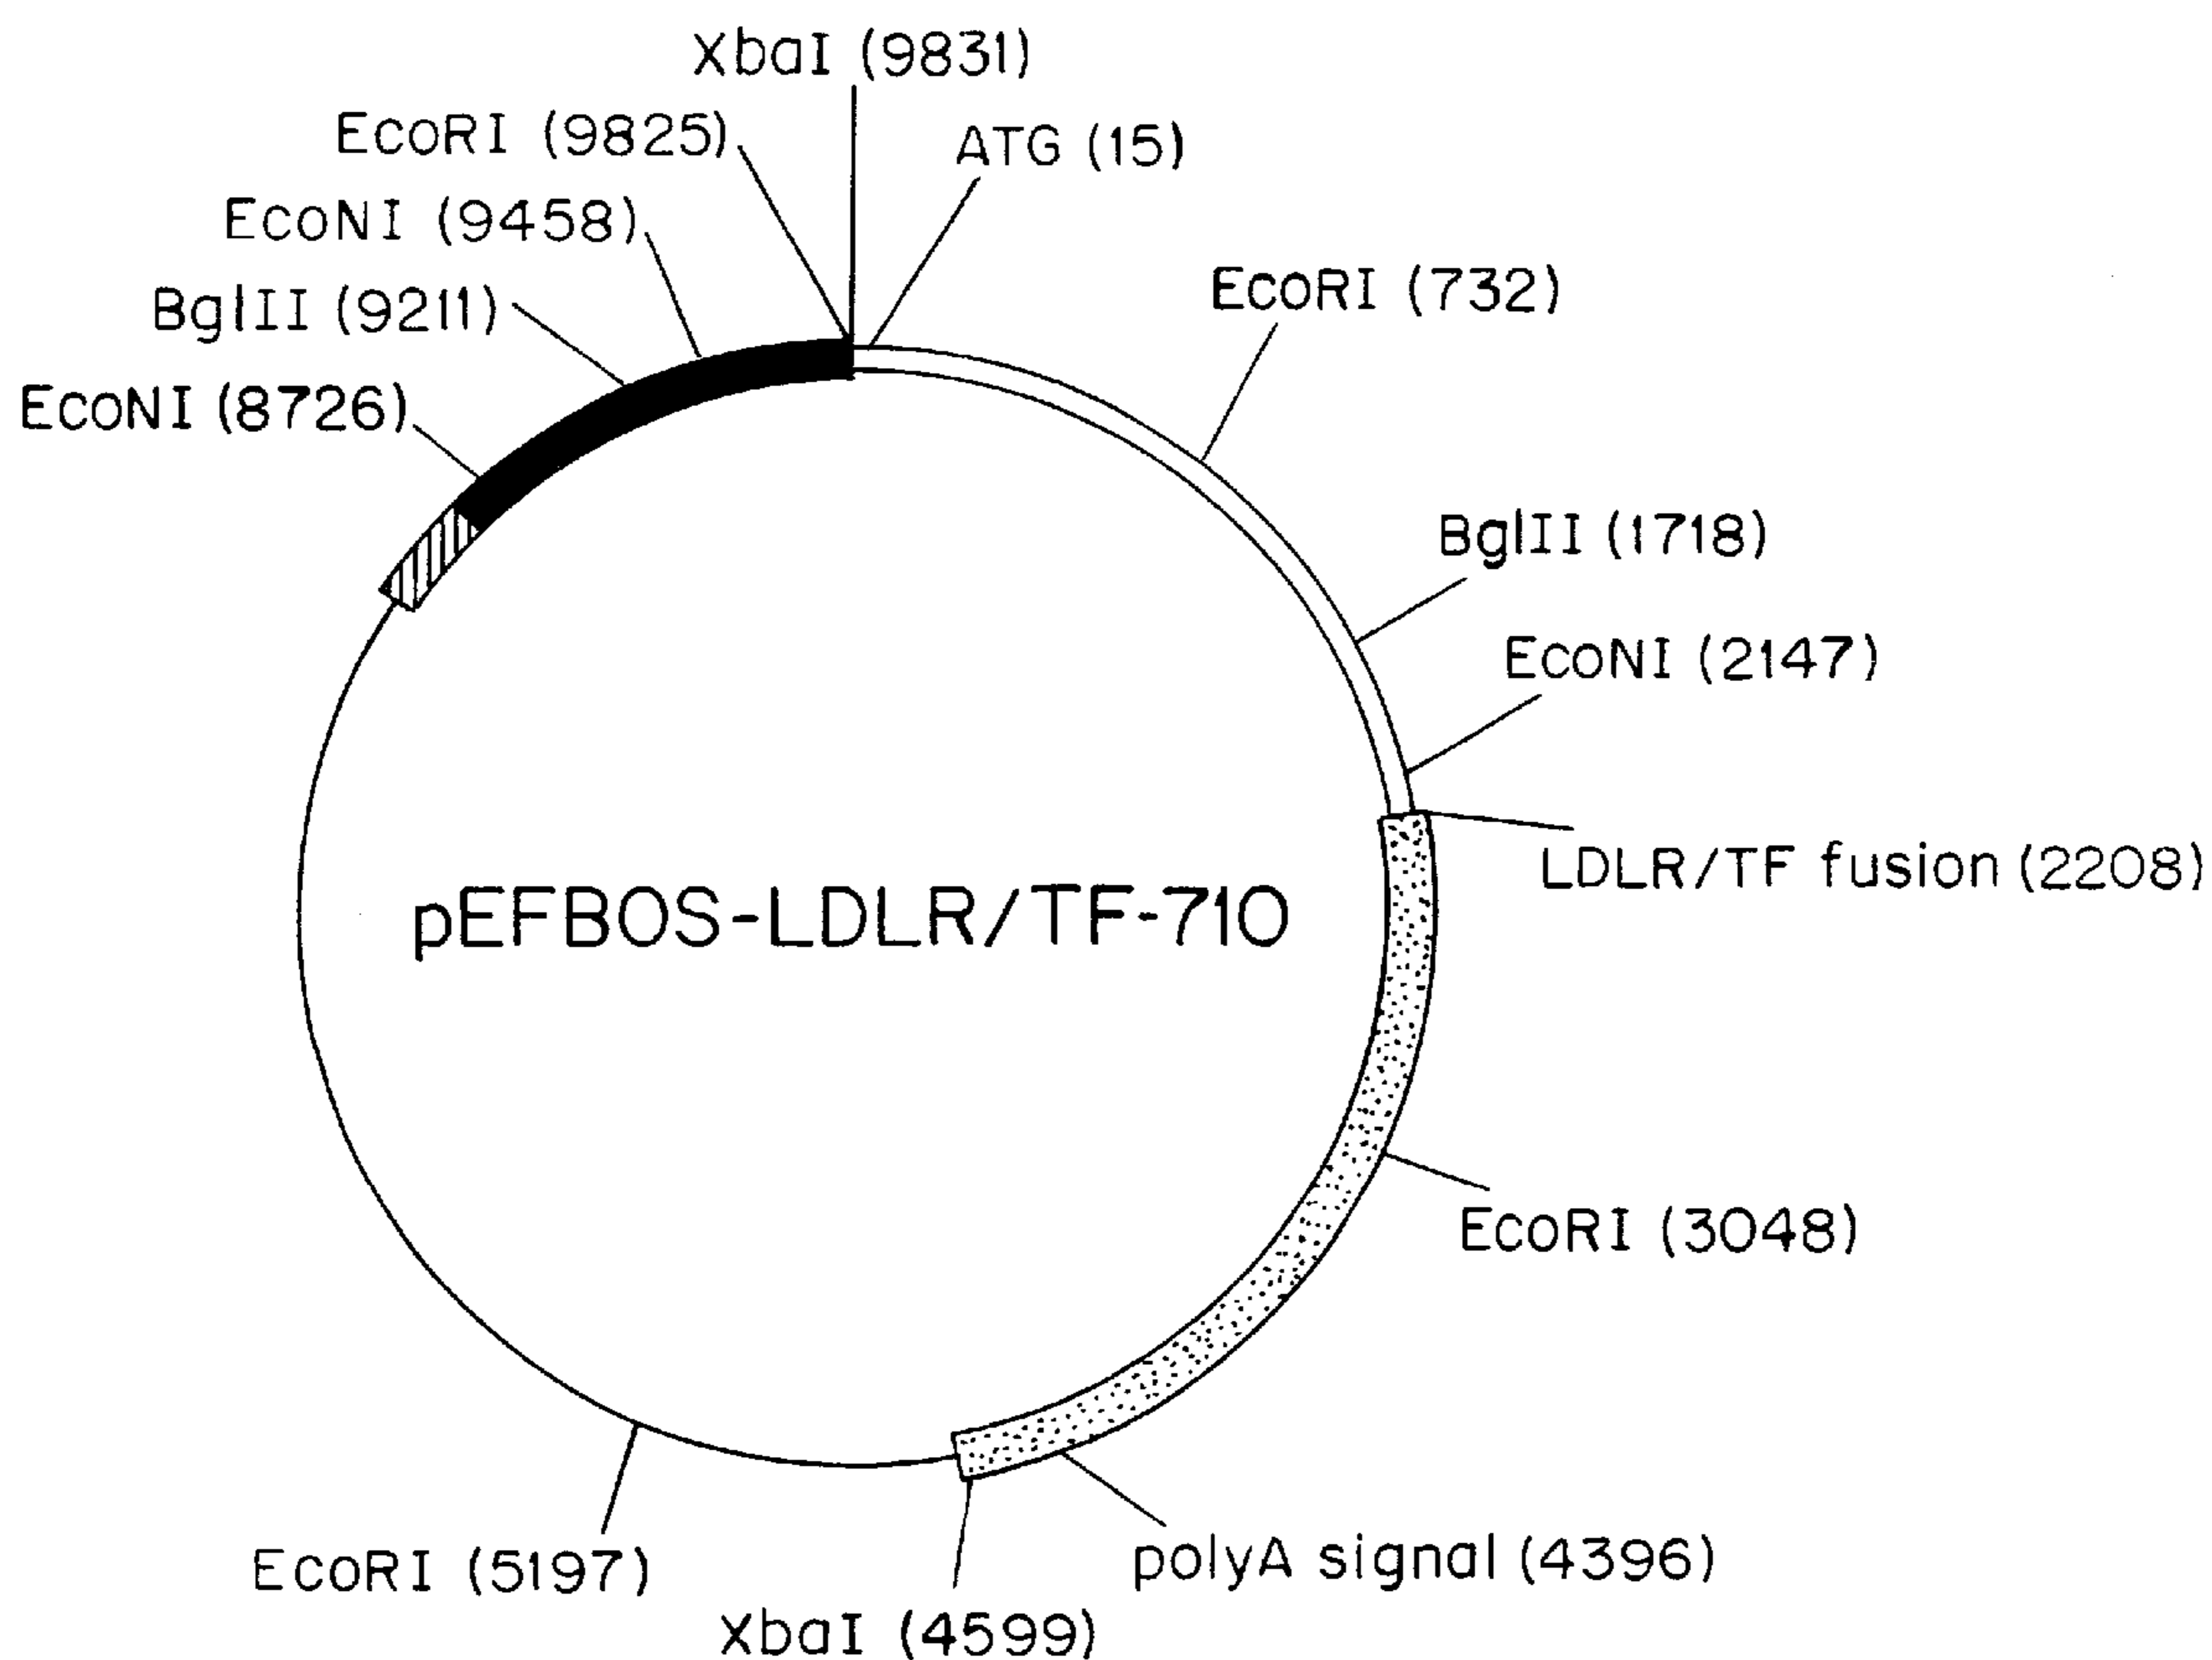 XbaI (9831)
EcoRI (9825)
ATG (15)
EcoNI (9458)
EcoRI (732)
BglII (9211)
EcoNI (8726)
BglII (1718)
EcoNI (2147)
LDLR/TF fusion (2208)
pEFBOS-LDLR/TF-710
EcoRI (3048)
polyA signal (4396)
EcoRI (5197)
XbaI (4599)